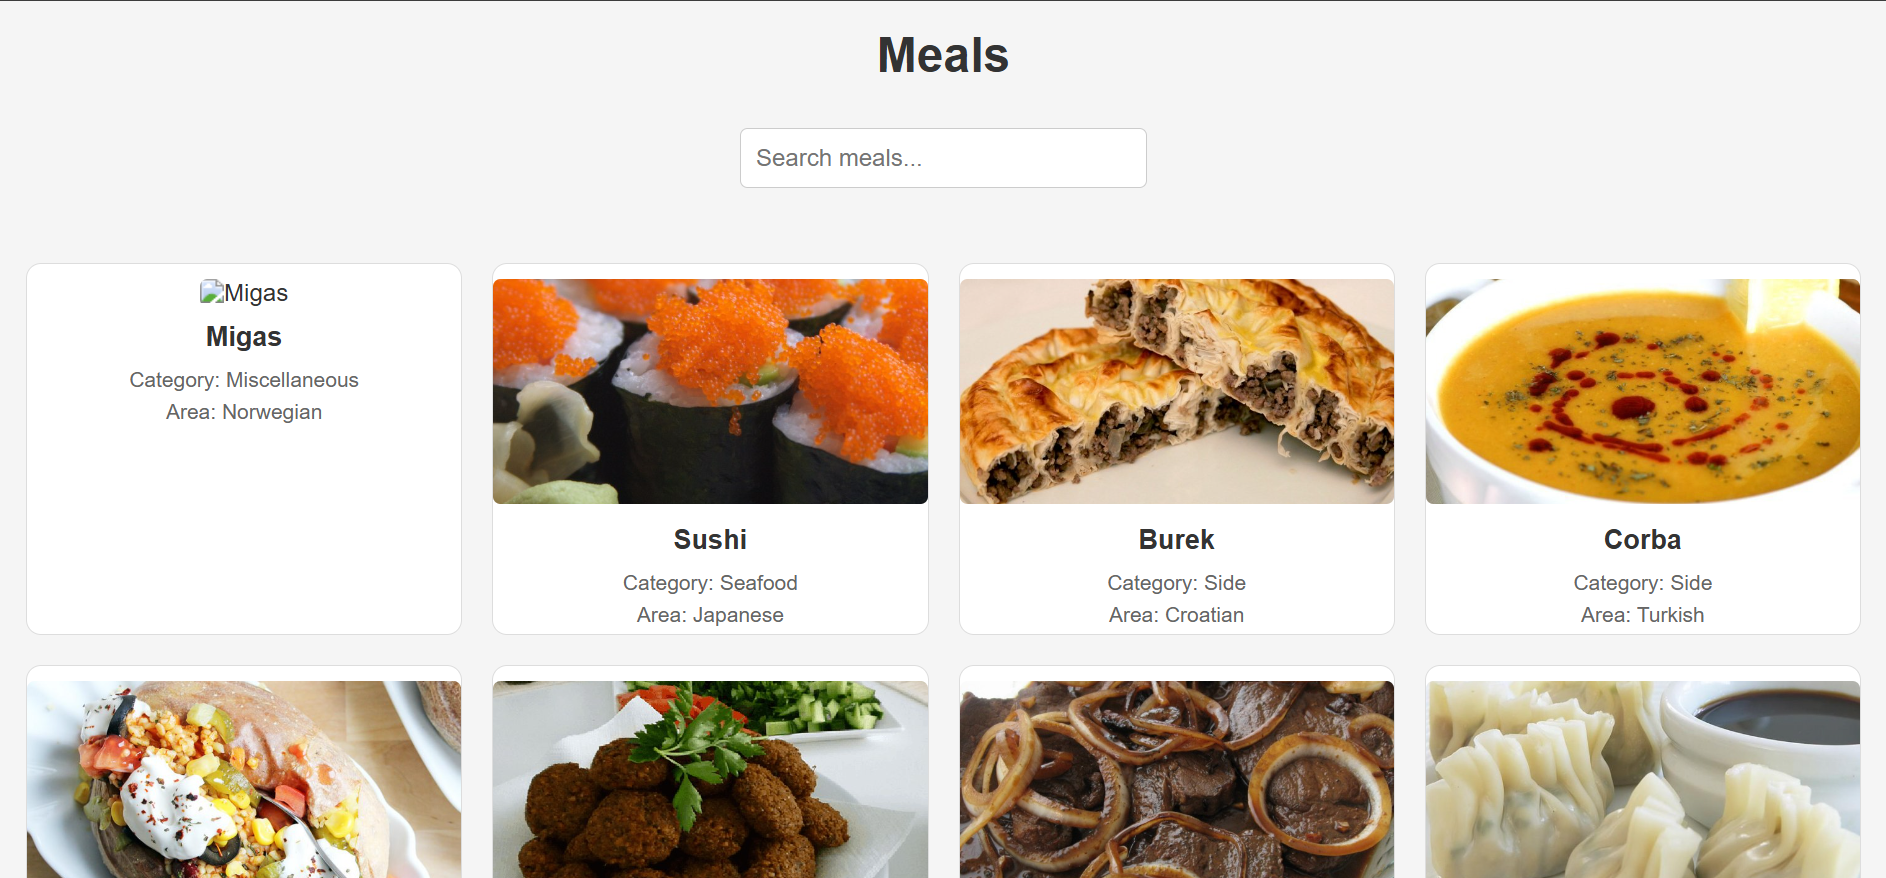 Meals
Search meals...
Migas
Migas
Category: Miscellaneous
Area: Norwegian
Sushi
Category: Seafood
Area: Japanese
Burek
Category: Side
Area: Croatian
Corba
Category: Side
Area: Turkish